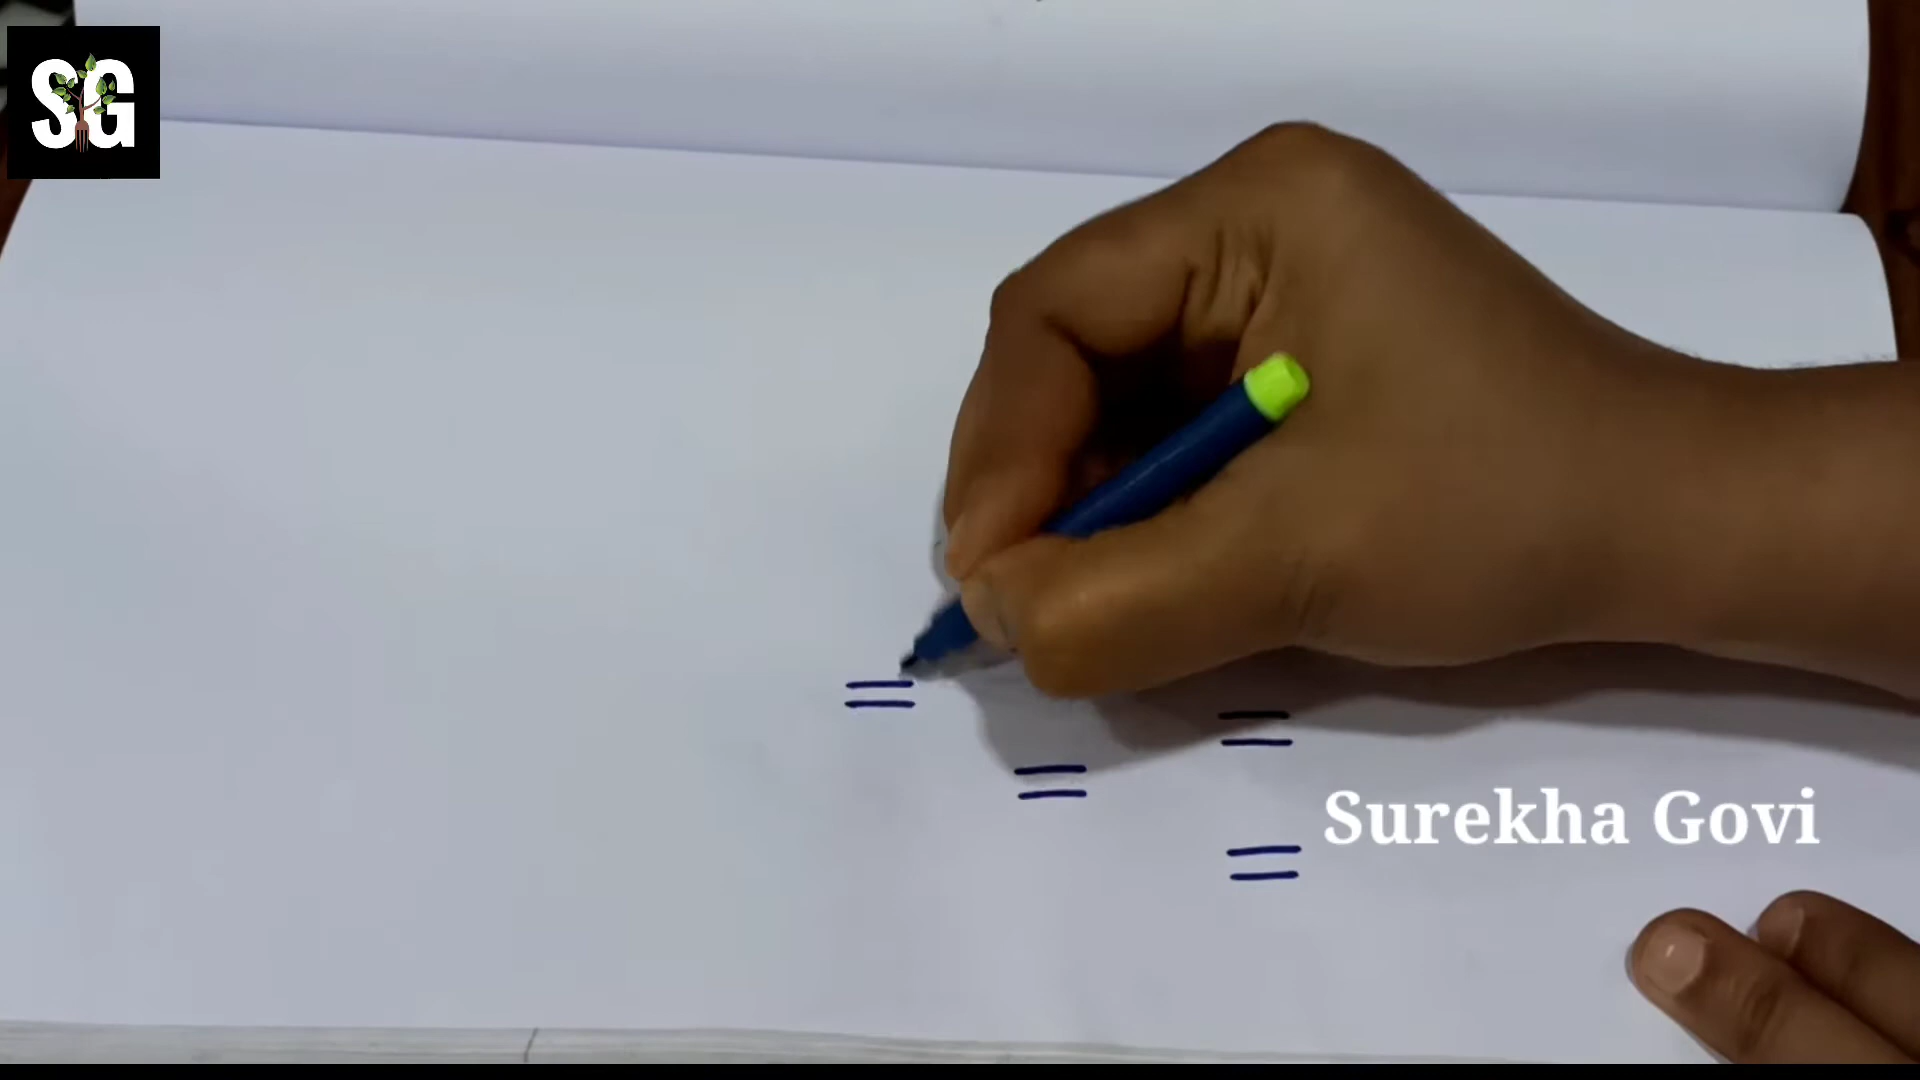 SG
=
=
=
Surekha Govi
=